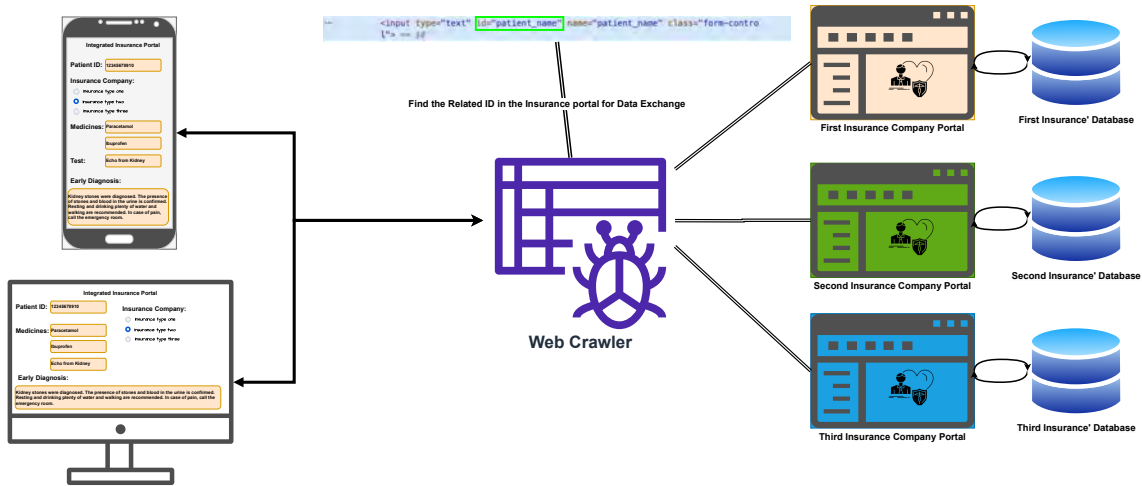 <input type="text" id="patient_name" name="patient_name" class="form-contro
l"> == $0
Find the Related ID in the Insurance portal for Data Exchange
Integrated Insurance Portal
Patient ID: 12345678910
Insurance Company:
Insurance type one
Insurance type two
Insurance type three
Medicines: Paracetamol
Ibuprofen
Test: Echo from Kidney
Early Diagnosis:
Kidney stones were diagnosed. The presence
of stones and blood in the urine is confirmed.
Resting and drinking plenty of water and
walking are recommended. In case of pain,
call the emergency room.
Integrated Insurance Portal
Patient ID: 12345678910
Insurance Company:
Insurance type one
Insurance type two
Insurance type three
Medicines: Paracetamol
Ibuprofen
Echo from Kidney
Early Diagnosis:
Kidney stones were diagnosed. The presence of stones and blood in the urine is confirmed.
Resting and drinking plenty of water and walking are recommended. In case of pain, call the
emergency room.
Web Crawler
First Insurance Company Portal
First Insurance' Database
Second Insurance Company Portal
Second Insurance' Database
Third Insurance Company Portal
Third Insurance' Database